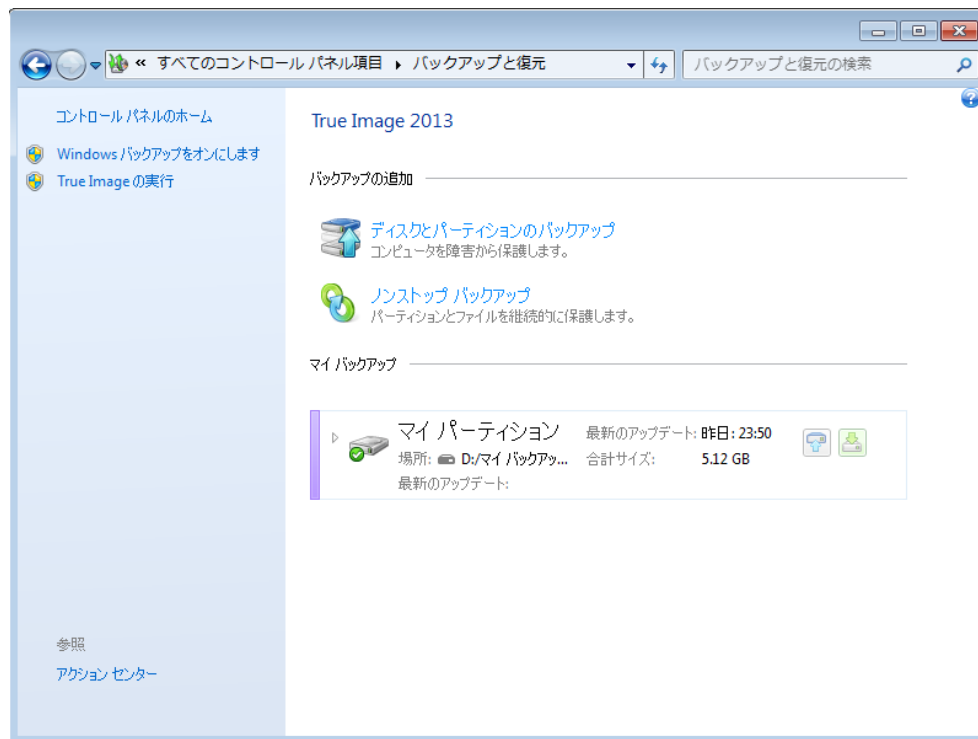 « すべてのコントロール パネル項目 ▸ バックアップと復元
バックアップと復元の検索
コントロール パネルのホーム
Windows バックアップをオンにします
True Image の実行
True Image 2013
バックアップの追加
ディスクとパーティションのバックアップ
コンピュータを障害から保護します。
ノンストップ バックアップ
パーティションとファイルを継続的に保護します。
マイ バックアップ
マイ パーティション
最新のアップデート: 昨日: 23:50
場所: D:/マイ バックアッ...
合計サイズ: 5.12 GB
最新のアップデート:
参照
アクション センター